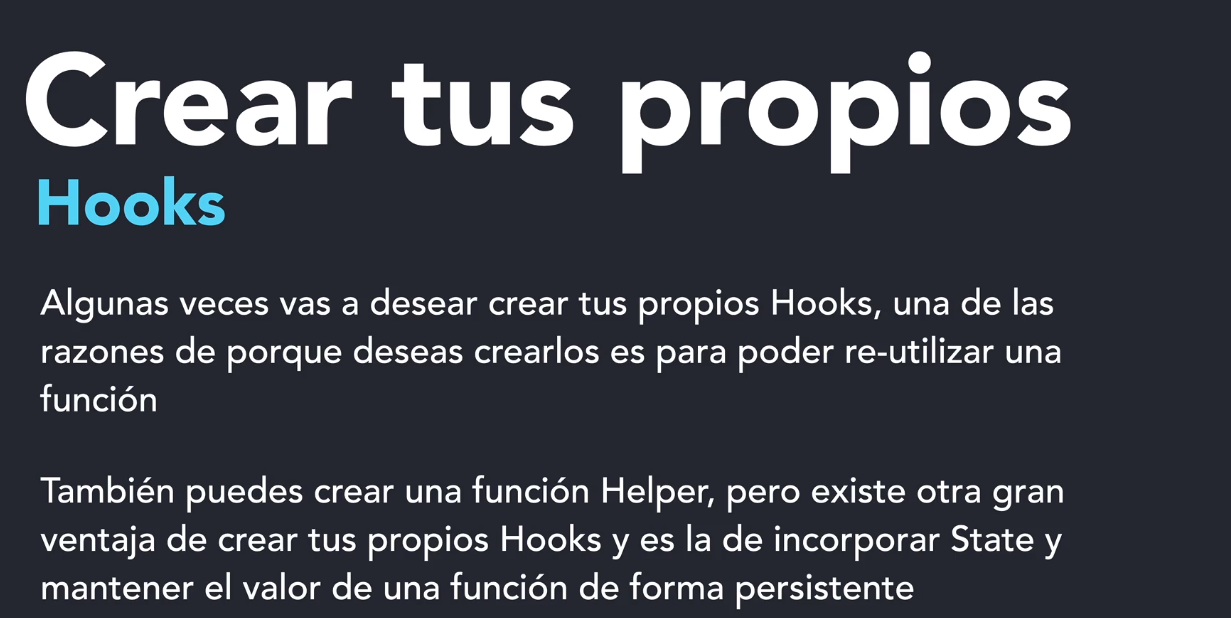 Crear tus propios
Hooks
Algunas veces vas a desear crear tus propios Hooks, una de las
razones de porque deseas crearlos es para poder re-utilizar una
función
También puedes crear una función Helper, pero existe otra gran
ventaja de crear tus propios Hooks y es la de incorporar State y
mantener el valor de una función de forma persistente